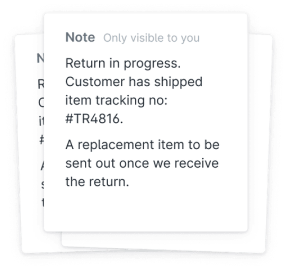 Note Only visible to you
Return in progress.
Customer has shipped
item tracking no:
#TR4816.
A replacement item to be
sent out once we receive
the return.